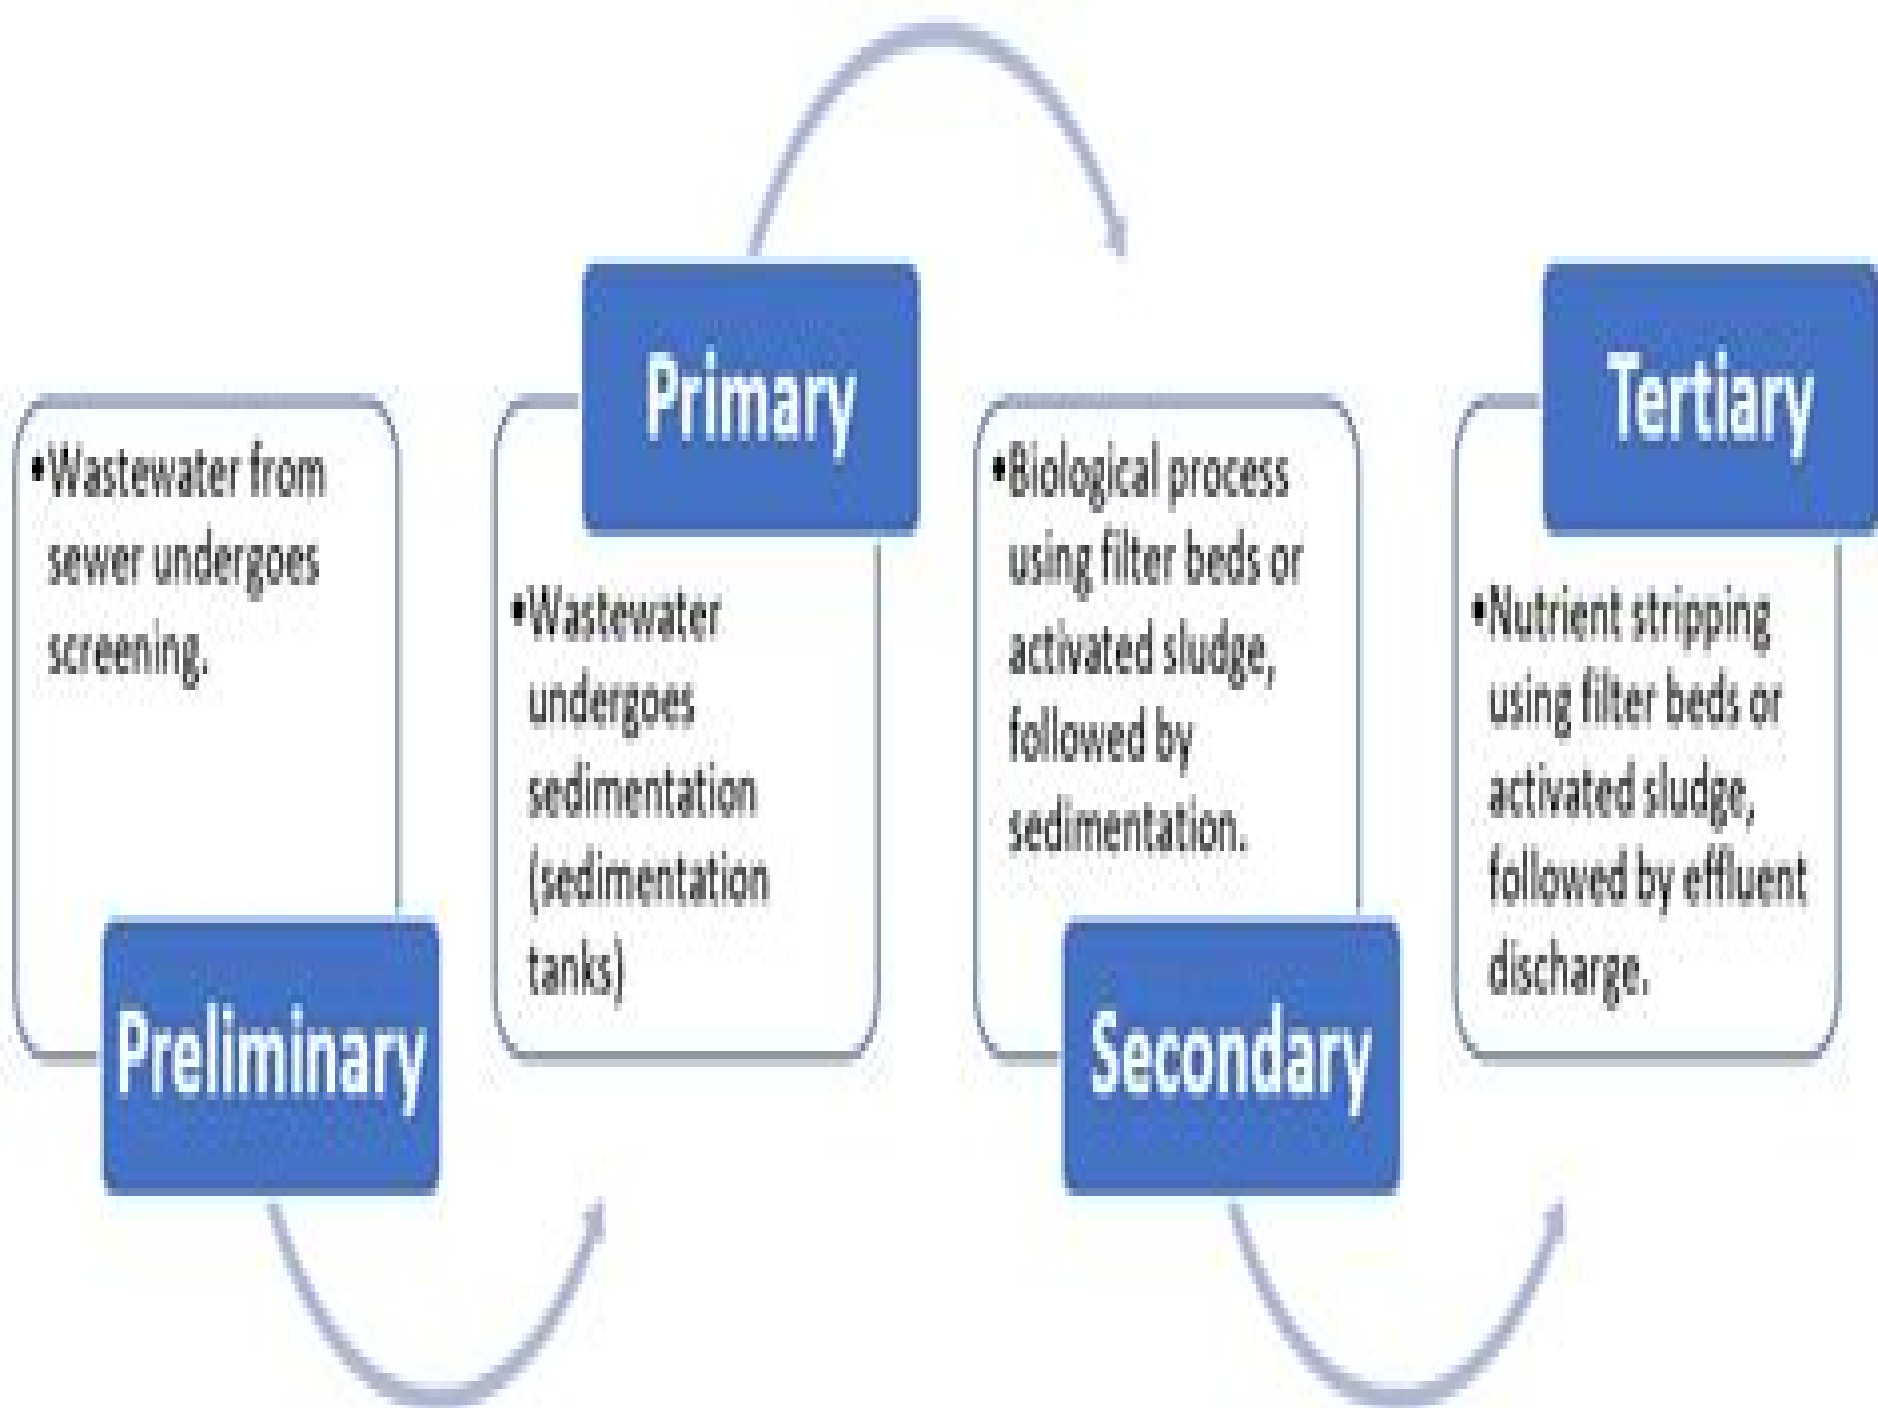 •Wastewater from
sewer undergoes
screening.
Preliminary
Primary
•Wastewater
undergoes
sedimentation
(sedimentation
tanks)
•Biological process
using filter beds or
activated sludge,
followed by
sedimentation.
Secondary
Tertiary
•Nutrient stripping
using filter beds or
activated sludge,
followed by effluent
discharge.